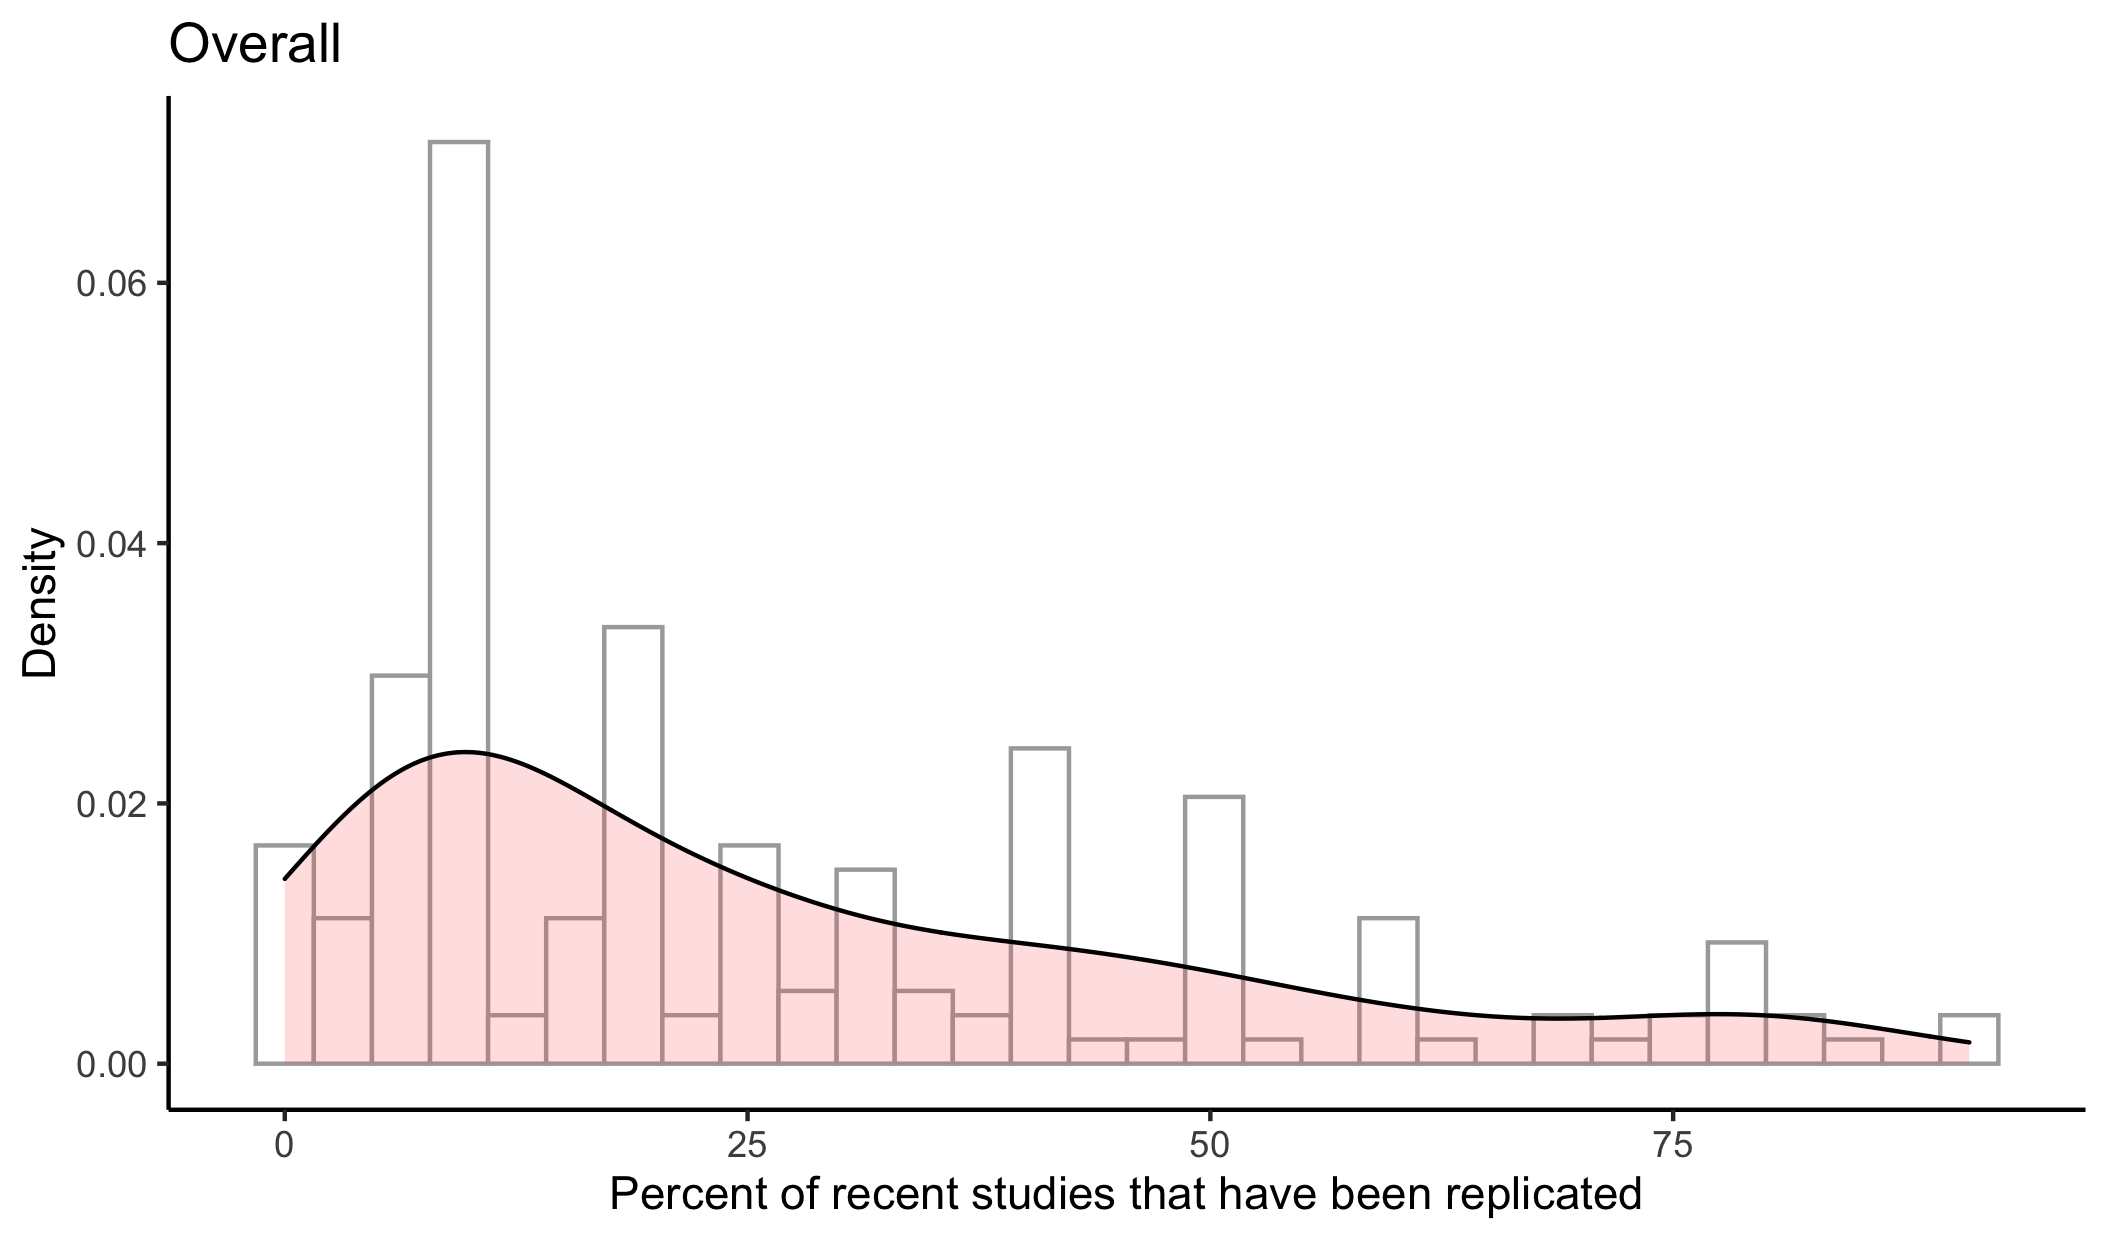 Overall
Density
0.06
0.04
0.02
0.00
0 25 50 75
Percent of recent studies that have been replicated